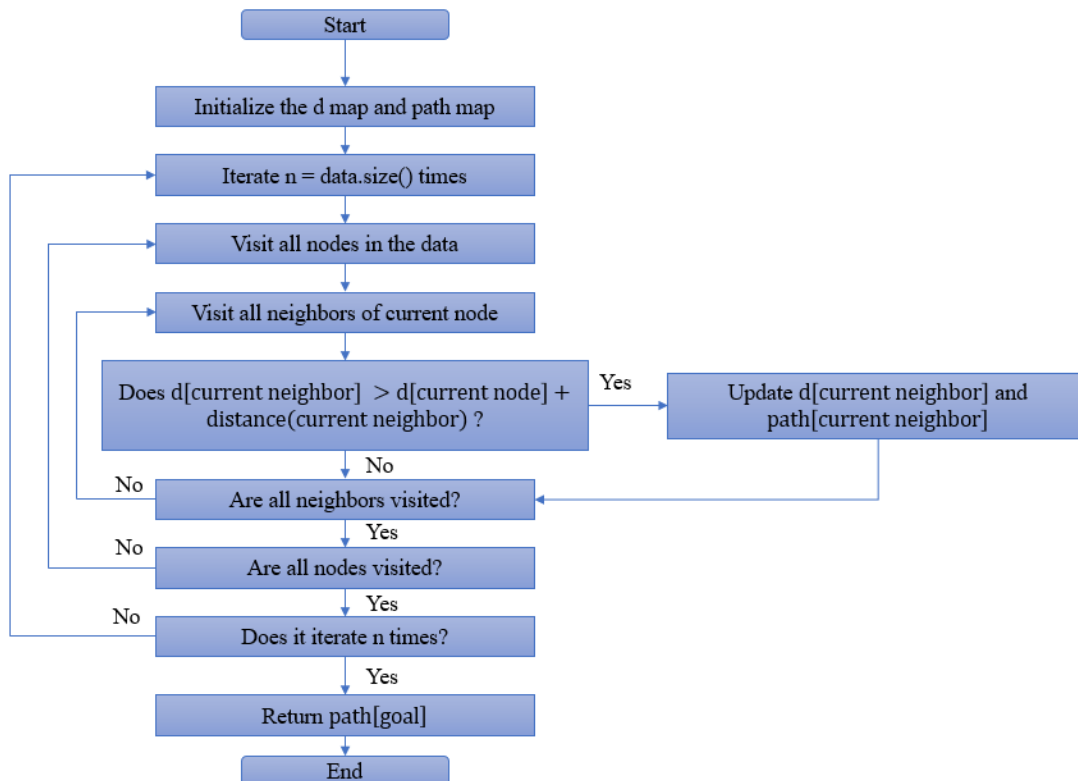 Start
Initialize the d map and path map
Iterate n = data.size() times
Visit all nodes in the data
Visit all neighbors of current node
Does d[current neighbor] > d[current node] +
distance(current neighbor) ?
Yes
Update d[current neighbor] and
path[current neighbor]
No
No
Are all neighbors visited?
Yes
No
Are all nodes visited?
Yes
No
Does it iterate n times?
Yes
Return path[goal]
End